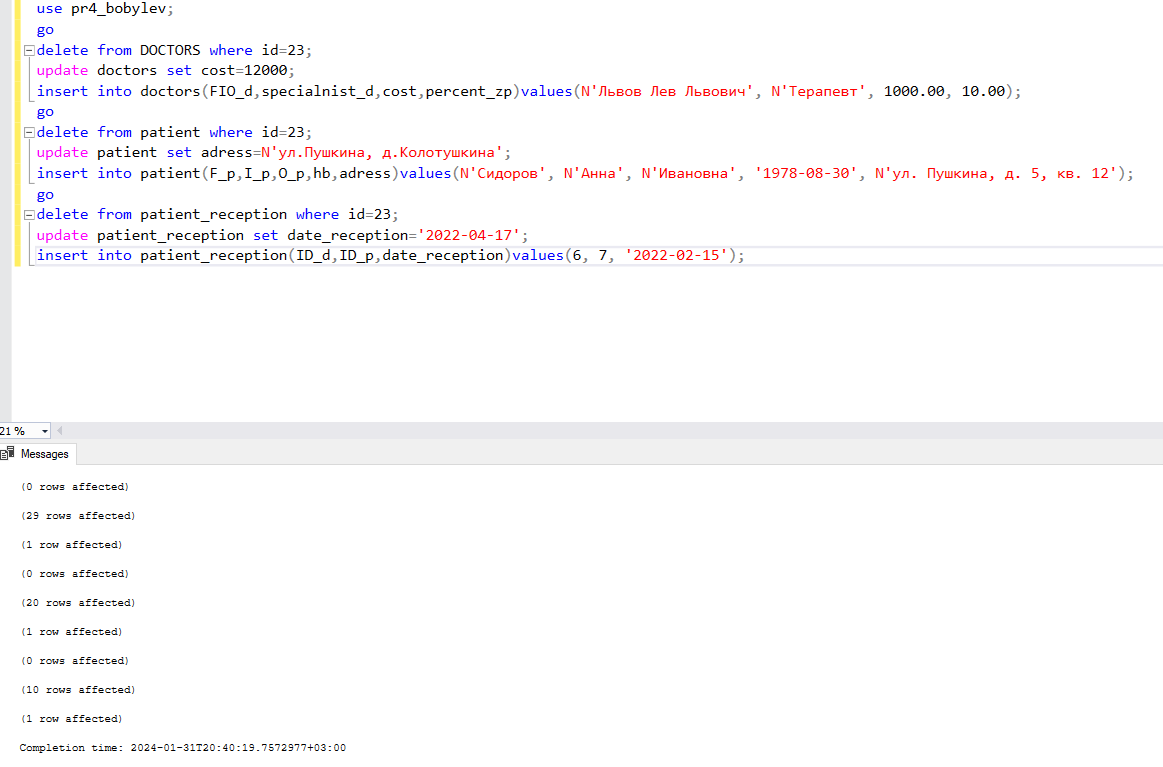 use pr4_bobylev;
go
delete from DOCTORS where id=23;
update doctors set cost=12000;
insert into doctors(FIO_d,specialnist_d,cost,percent_zp)values(N'Львов Лев Львович', N'Терапевт', 1000.00, 10.00);
go
delete from patient where id=23;
update patient set adress=N'ул.Пушкина, д.Колотушкина';
insert into patient(F_p,I_p,O_p,hb,adress)values(N'Сидоров', N'Анна', N'Ивановна', '1978-08-30', N'ул. Пушкина, д. 5, кв. 12');
go
delete from patient_reception where id=23;
update patient_reception set date_reception='2022-04-17';
insert into patient_reception(ID_d,ID_p,date_reception)values(6, 7, '2022-02-15');
21 %
Messages
(0 rows affected)
(29 rows affected)
(1 row affected)
(0 rows affected)
(20 rows affected)
(1 row affected)
(0 rows affected)
(10 rows affected)
(1 row affected)
Completion time: 2024-01-31T20:40:19.7572977+03:00